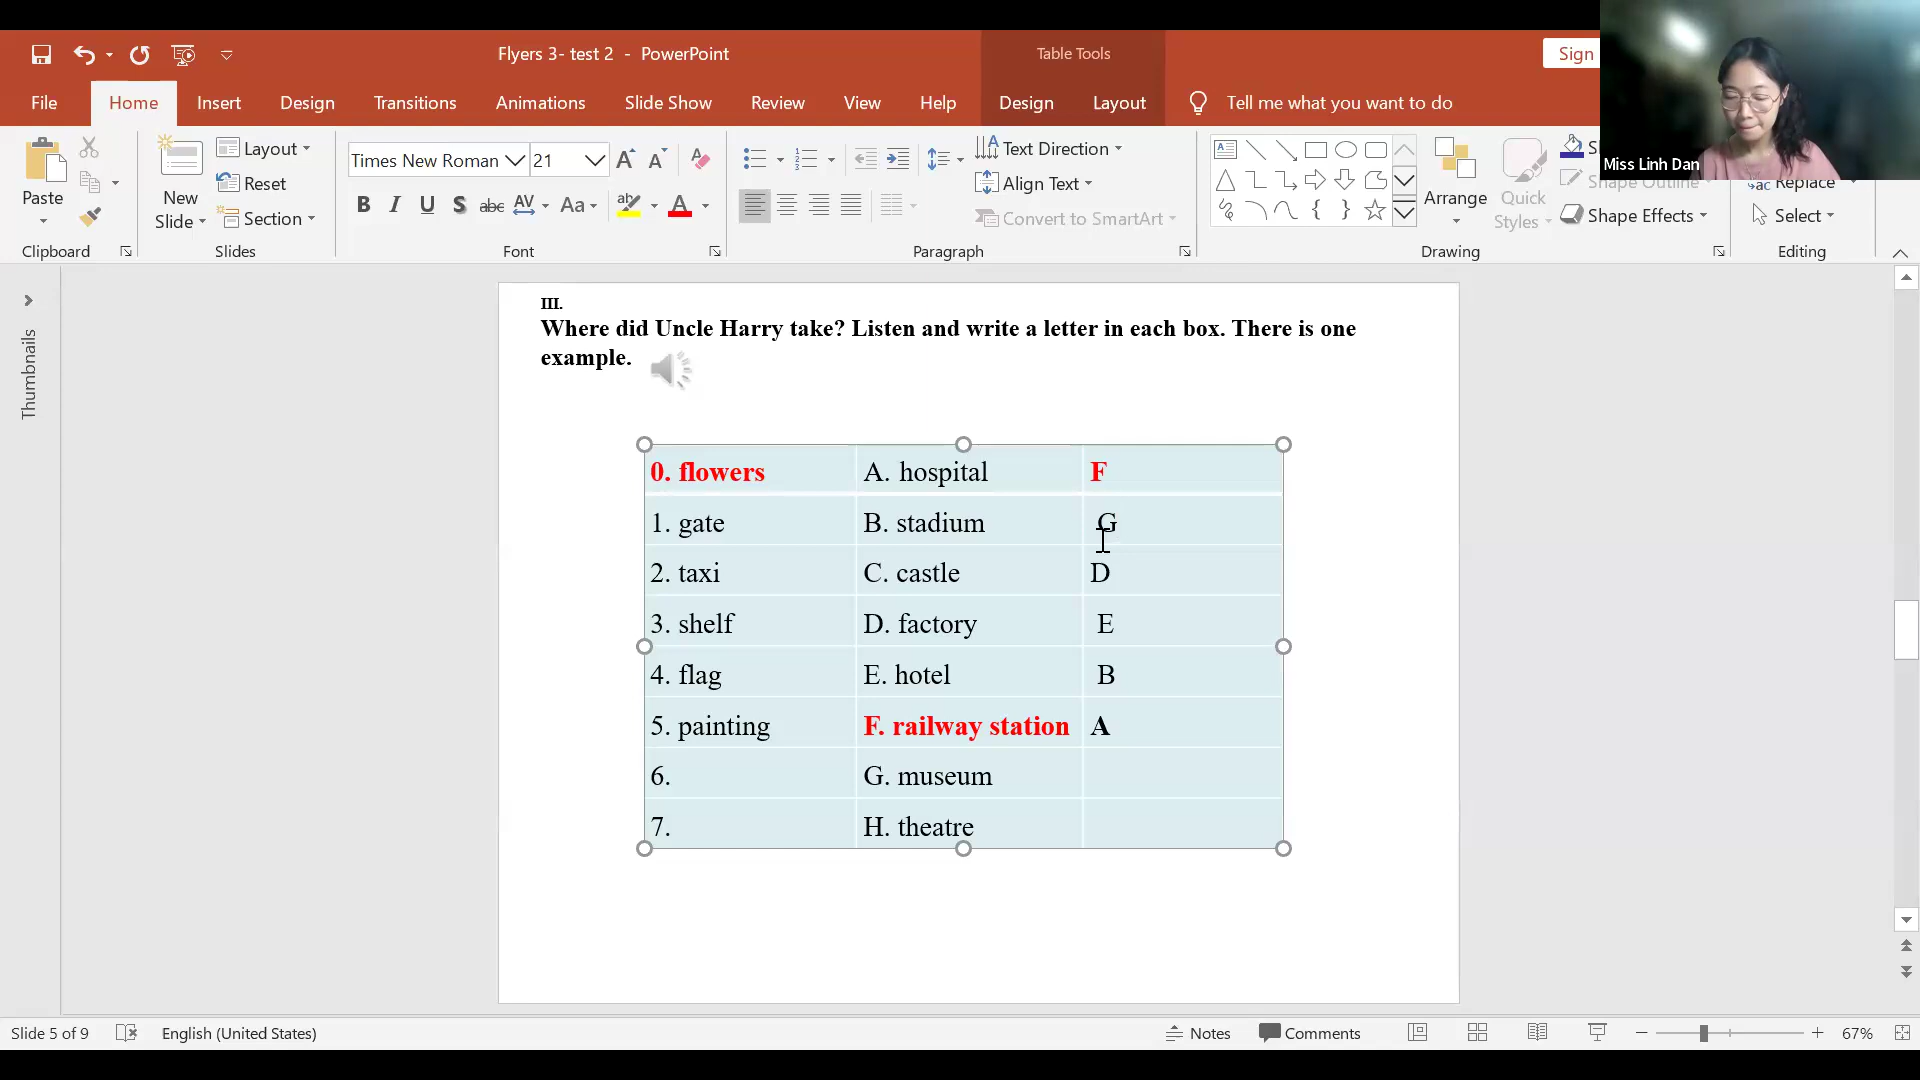 Flyers 3- test 2 - PowerPoint
Table Tools
Sign
File
Home
Insert
Design
Transitions
Animations
Slide Show
Review
View
Help
Design
Layout
Tell me what you want to do
Miss Linh Dan
Paste
New
Slide
Layout
Reset
Section
Times New Roman
21
Text Direction
Align Text
Convert to SmartArt
Arrange
Quick
Styles
Shape Outline
Shape Effects
Replace
Select
Clipboard
Slides
Font
Paragraph
Drawing
Editing
Thumbnails
III.
Where did Uncle Harry take? Listen and write a letter in each box. There is one
example.
0. flowers A. hospital F
1. gate B. stadium G
2. taxi C. castle D
3. shelf D. factory E
4. flag E. hotel B
5. painting F. railway station A
6. G. museum
7. H. theatre
Slide 5 of 9
English (United States)
Notes
Comments
67%